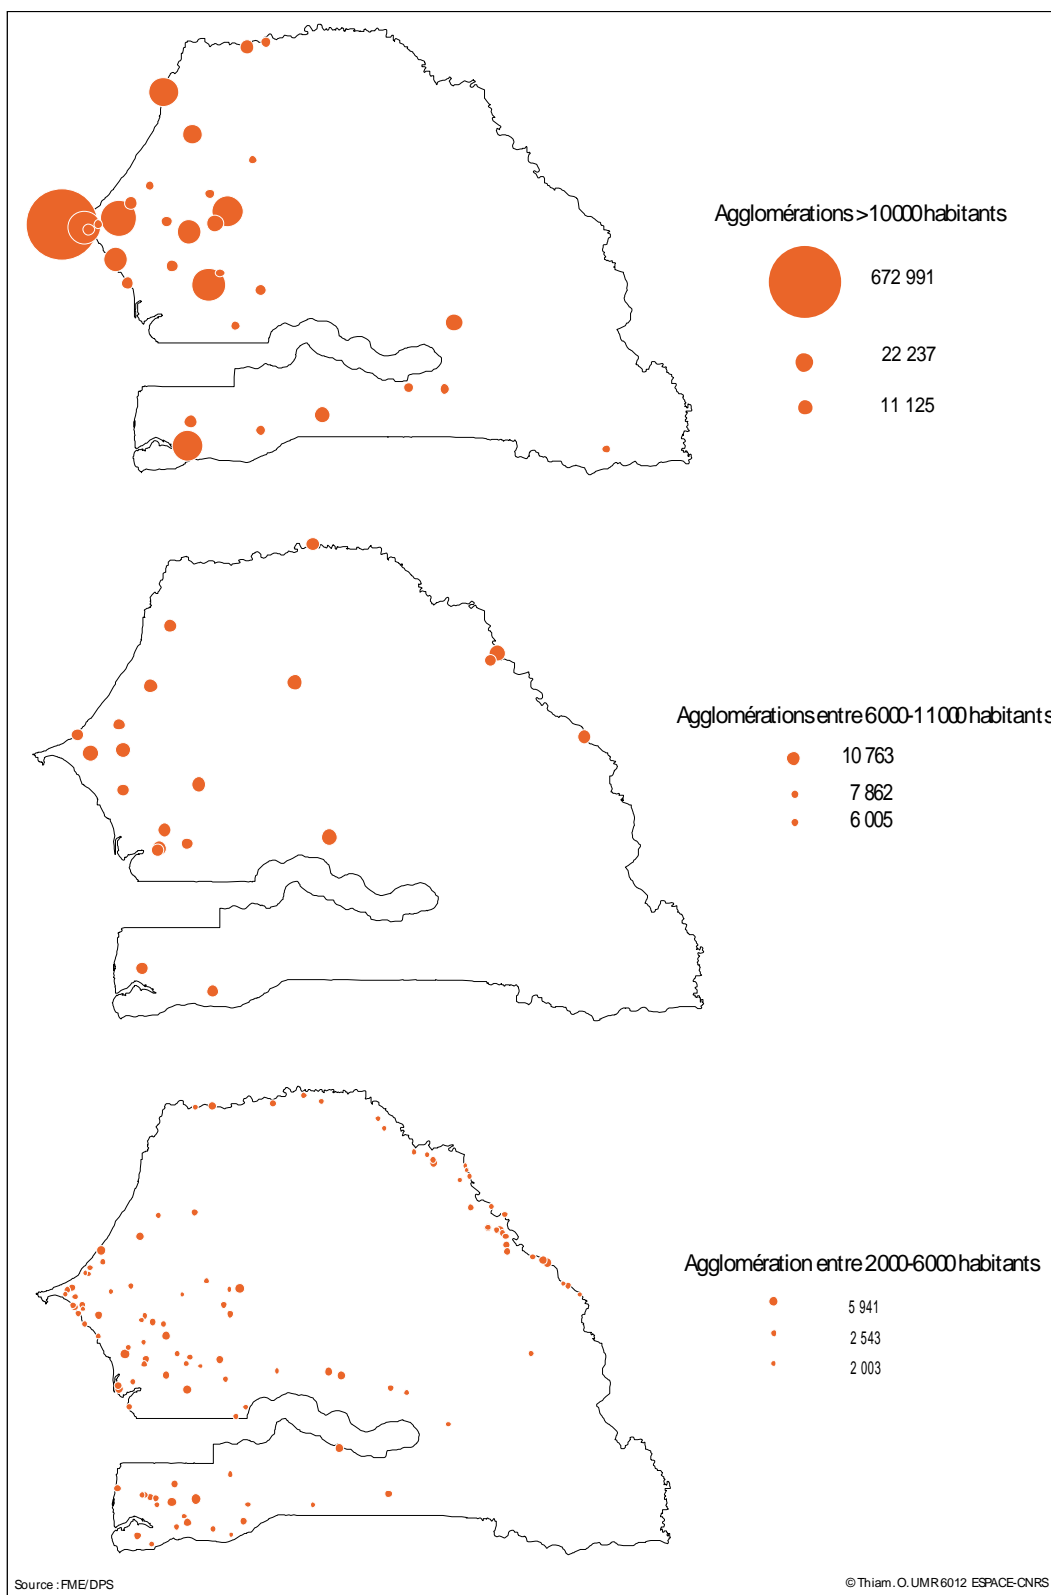 Agglomérations >10000 habitants
672 991
22 237
11 125
Agglomérations entre 6000-11000 habitants
10 763
7 862
6 005
Agglomération entre 2000-6000 habitants
5 941
2 543
2 003
Source : FME/DPS
© Thiam. O. UMR 6012 ESPACE-CNRS